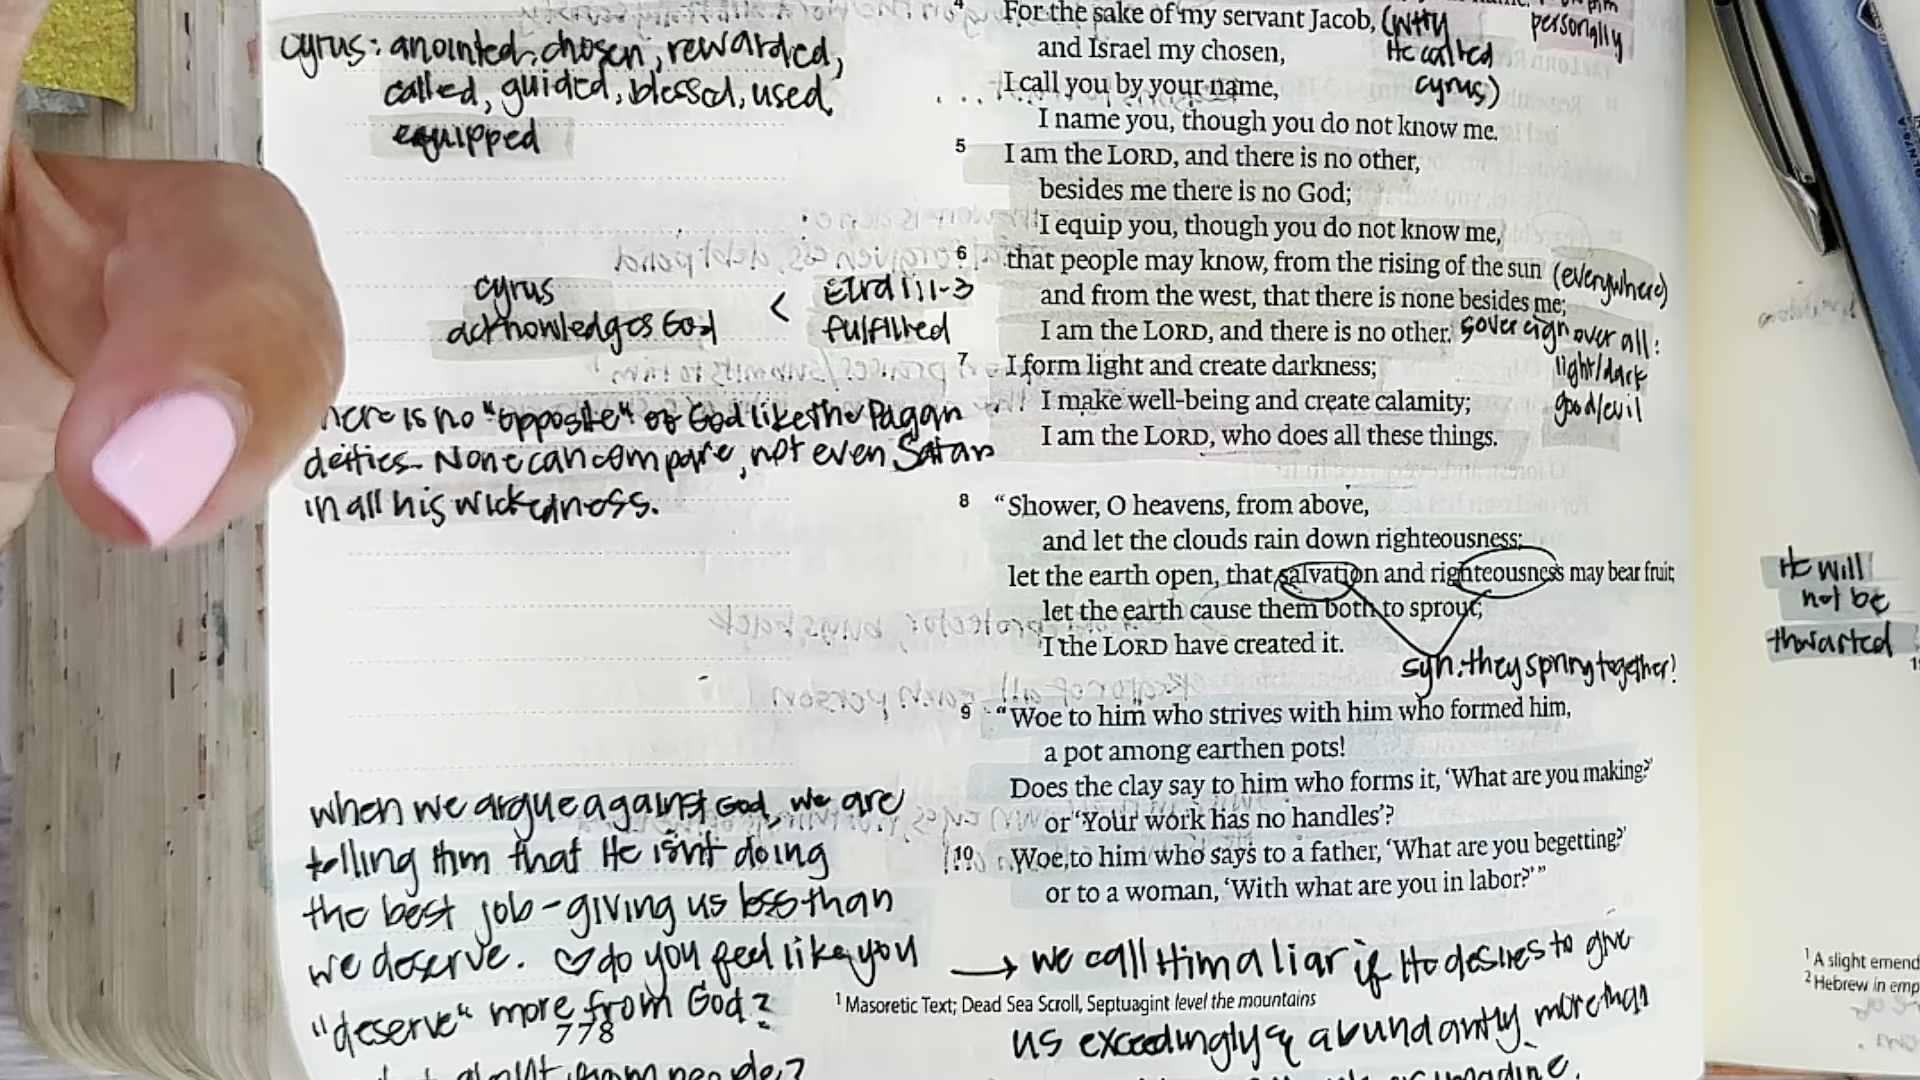 cyrus: anointed, chosen, rewarded,
called, guided, blessed, used,
equipped
cyrus
acknowledges God
<
Ezra 1:1-3
fulfilled
here is no "opposite" of God like the Pagan
deities. None can compare, not even Satan
in all his wickedness.
when we argue against God, we are
telling Him that He isn't doing
the best job - giving us less than
we deserve. ♡ do you feel like you
"deserve" more from God?
778
about from people?
4 For the sake of my servant Jacob, (why
He called
cyrus)
personally
and Israel my chosen,
I call you by your name,
I name you, though you do not know me.
5 I am the LORD, and there is no other,
besides me there is no God;
I equip you, though you do not know me,
6 that people may know, from the rising of the sun (everywhere)
and from the west, that there is none besides me;
I am the LORD, and there is no other. sovereign over all:
light/dark
good/evil
7 I form light and create darkness;
I make well-being and create calamity;
I am the LORD, who does all these things.
8 “Shower, O heavens, from above,
and let the clouds rain down righteousness;
let the earth open, that salvation and righteousness may bear fruit;
let the earth cause them both to sprout;
I the LORD have created it.
syn. they spring together!
9 “Woe to him who strives with him who formed him,
a pot among earthen pots!
Does the clay say to him who forms it, ‘What are you making?’
or ‘Your work has no handles’?
10 Woe to him who says to a father, ‘What are you begetting?’
or to a woman, ‘With what are you in labor?’”
→ we call Him a liar if He desires to give
us exceedingly & abundantly more than
imagine.
1 Masoretic Text; Dead Sea Scroll, Septuagint level the mountains
He will
not be
thwarted
1 A slight emend
2 Hebrew in emp